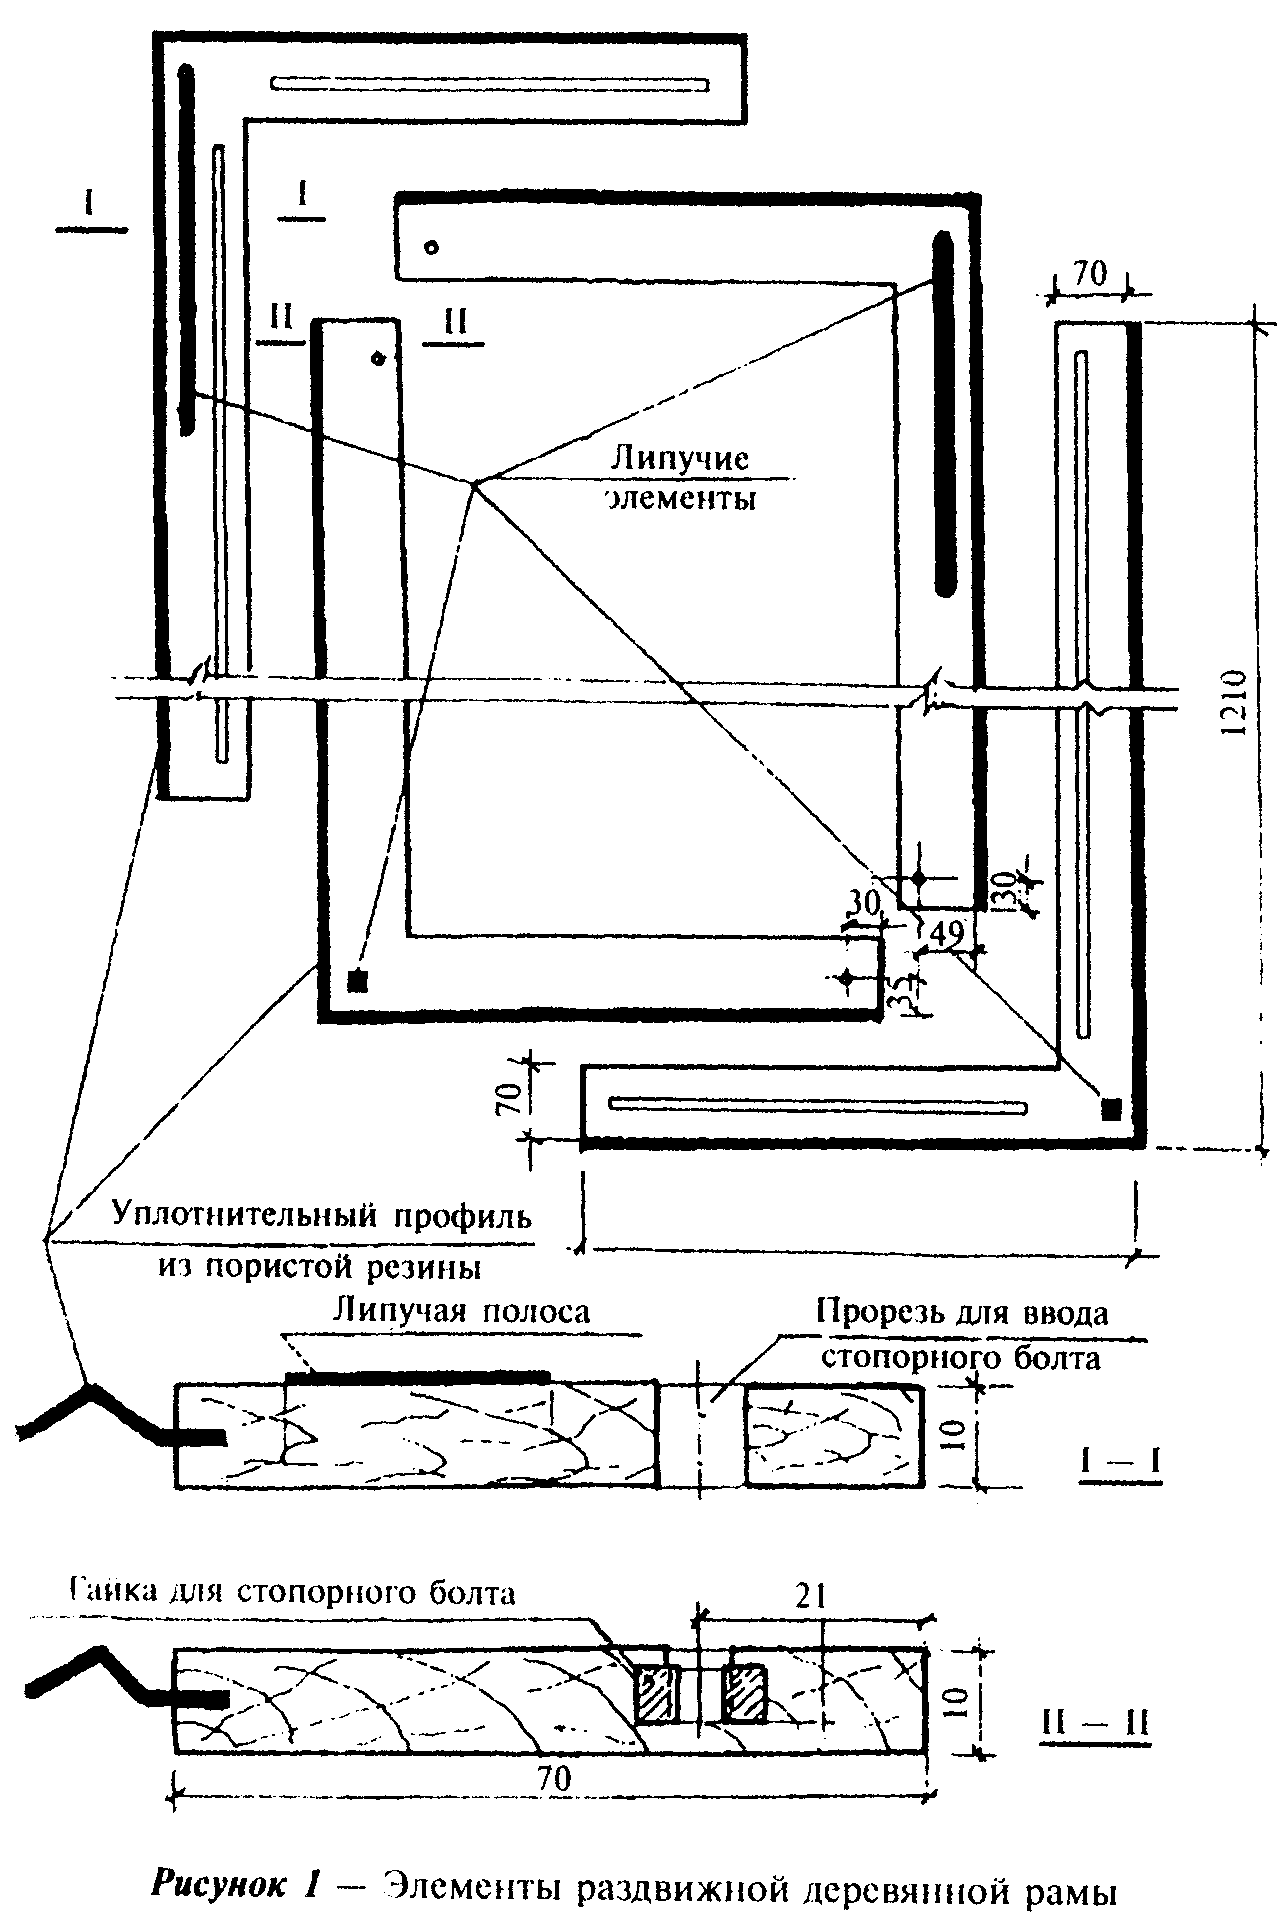 I
I
II
II
70
Липучие
элементы
1210
30
30
49
35
70
Уплотнительный профиль
из пористой резины
Липучая полоса
Прорезь для ввода
стопорного болта
10
I – I
Гайка для стопорного болта
21
10
II – II
70
Рисунок 1 — Элементы раздвижной деревянной рамы